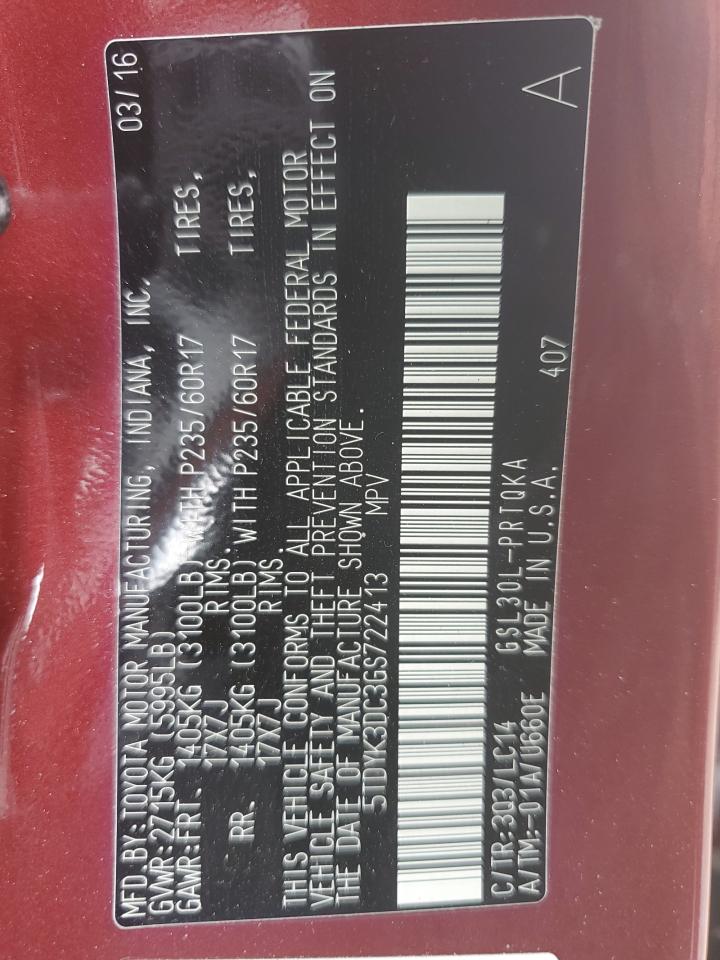 MFD.BY:TOYOTA MOTOR MANUFACTURING, INDIANA, INC. 03/16
GVWR:2715KG (5995LB)
GAWR:FRT. 1405KG (3100LB) WITH P235/60R17 TIRES,
17X7J RIMS.
RR. 1405KG (3100LB) WITH P235/60R17 TIRES,
17X7J RIMS.
THIS VEHICLE CONFORMS TO ALL APPLICABLE FEDERAL MOTOR
VEHICLE SAFETY AND THEFT PREVENTION STANDARDS IN EFFECT ON
THE DATE OF MANUFACTURE SHOWN ABOVE.
5TDYK3DC3GS722413 MPV
C/TR:3Q3/LC14 GSL30L-PRTQKA 407 A
A/TM:-01A/U660E MADE IN U.S.A.